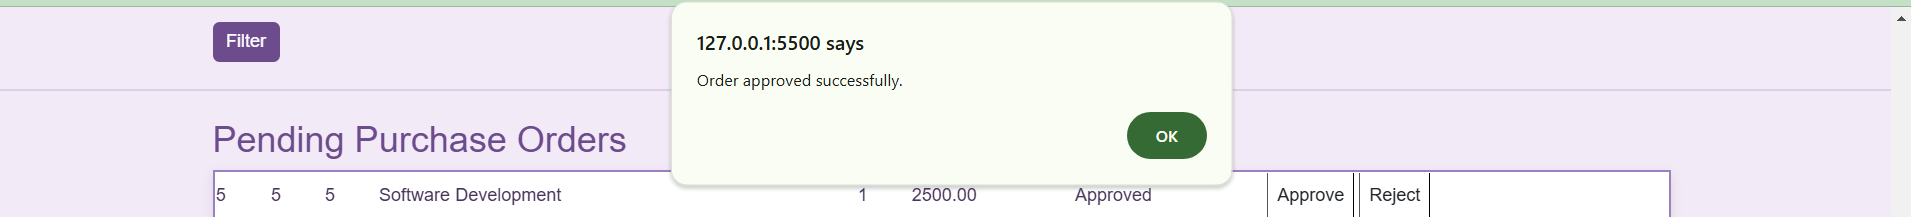 Filter
127.0.0.1:5500 says
Order approved successfully.
OK
Pending Purchase Orders
5 5 5 Software Development 1 2500.00 Approved Approve Reject